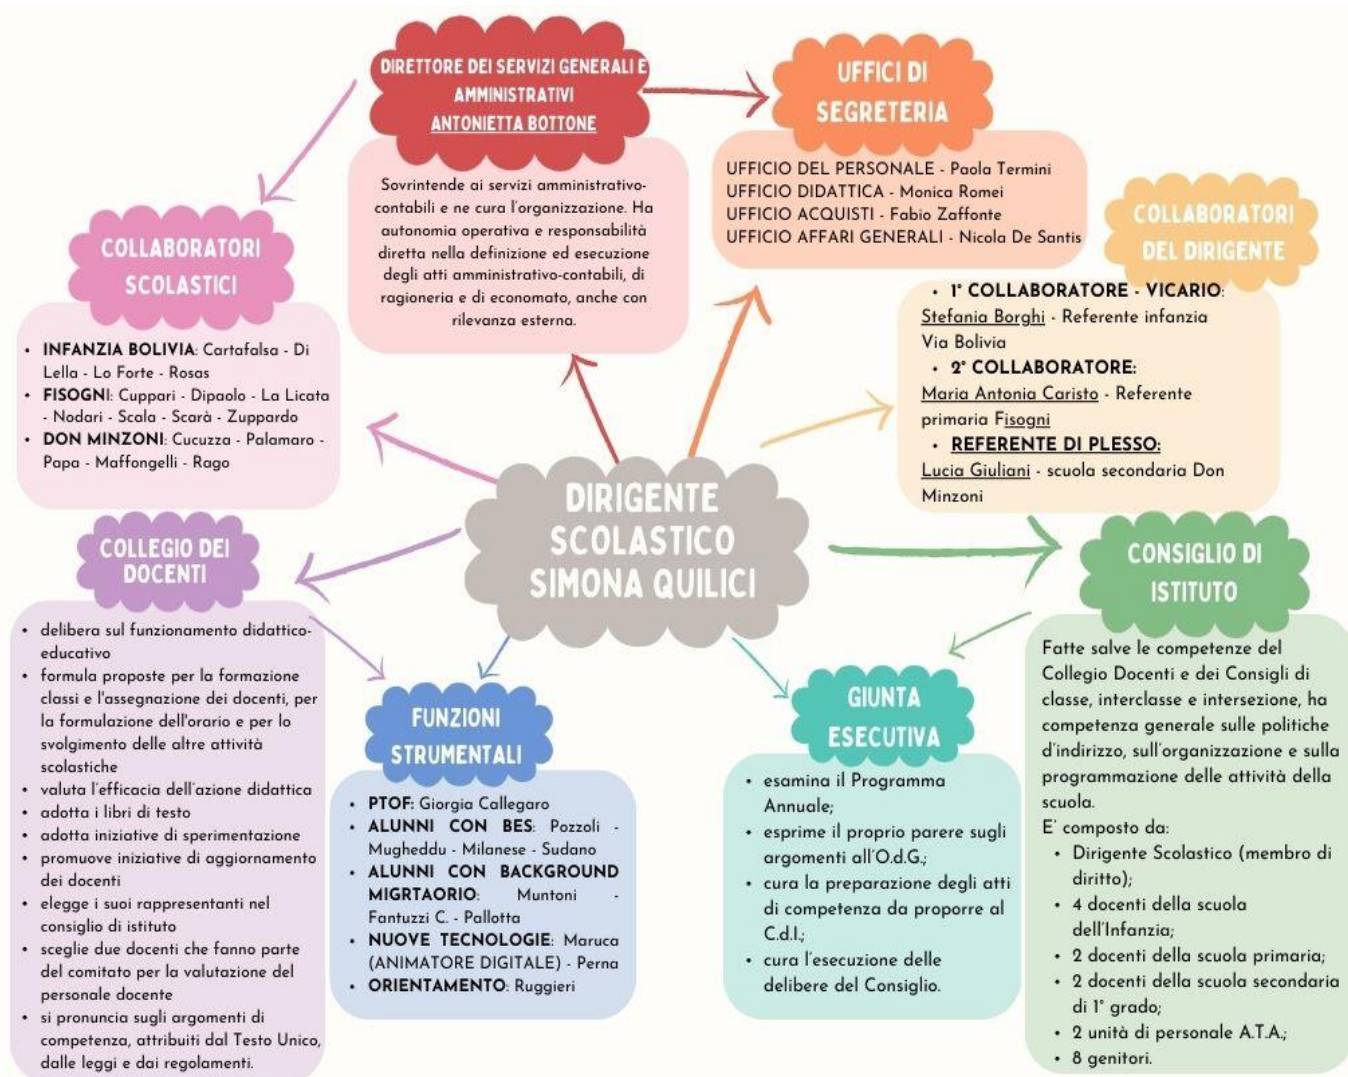 DIRETTORE DEI SERVIZI GENERALI E
AMMINISTRATIVI
ANTONIETTA BOTTONE
Sovrintende ai servizi amministrativo-
contabili e ne cura l'organizzazione. Ha
autonomia operativa e responsabilità
diretta nella definizione ed esecuzione
degli atti amministrativo-contabili, di
ragioneria e di economato, anche con
rilevanza esterna.
UFFICI DI
SEGRETERIA
UFFICIO DEL PERSONALE - Paola Termini
UFFICIO DIDATTICA - Monica Romei
UFFICIO ACQUISTI - Fabio Zaffonte
UFFICIO AFFARI GENERALI - Nicola De Santis
COLLABORATORI
DEL DIRIGENTE
• 1° COLLABORATORE - VICARIO:
Stefania Borghi - Referente infanzia
Via Bolivia
• 2° COLLABORATORE:
Maria Antonia Caristo - Referente
primaria Fisogni
• REFERENTE DI PLESSO:
Lucia Giuliani - scuola secondaria Don
Minzoni
COLLABORATORI
SCOLASTICI
• INFANZIA BOLIVIA: Cartafalsa - Di
Lella - Lo Forte - Rosas
• FISOGNI: Cuppari - Dipaolo - La Licata
- Nodari - Scala - Scarà - Zuppardo
• DON MINZONI: Cucuzza - Palamaro -
Papa - Maffongelli - Rago
DIRIGENTE
SCOLASTICO
SIMONA QUILICI
COLLEGIO DEI
DOCENTI
• delibera sul funzionamento didattico-
educativo
• formula proposte per la formazione
classi e l'assegnazione dei docenti, per
la formulazione dell'orario e per lo
svolgimento delle altre attività
scolastiche
• valuta l'efficacia dell'azione didattica
• adotta i libri di testo
• adotta iniziative di sperimentazione
• promuove iniziative di aggiornamento
dei docenti
• elegge i suoi rappresentanti nel
consiglio di istituto
• sceglie due docenti che fanno parte
del comitato per la valutazione del
personale docente
• si pronuncia sugli argomenti di
competenza, attribuiti dal Testo Unico,
dalle leggi e dai regolamenti.
FUNZIONI
STRUMENTALI
• PTOF: Giorgia Callegaro
• ALUNNI CON BES: Pozzoli -
Mugheddu - Milanese - Sudano
• ALUNNI CON BACKGROUND
MIGRTAORIO: Muntoni -
Fantuzzi C. - Pallotta
• NUOVE TECNOLOGIE: Maruca
(ANIMATORE DIGITALE) - Perna
• ORIENTAMENTO: Ruggieri
GIUNTA
ESECUTIVA
• esamina il Programma
Annuale;
• esprime il proprio parere sugli
argomenti all'O.d.G.;
• cura la preparazione degli atti
di competenza da proporre al
C.d.I.;
• cura l'esecuzione delle
delibere del Consiglio.
CONSIGLIO DI
ISTITUTO
Fatte salve le competenze del
Collegio Docenti e dei Consigli di
classe, interclasse e intersezione, ha
competenza generale sulle politiche
d'indirizzo, sull'organizzazione e sulla
programmazione delle attività della
scuola.
E' composto da:
• Dirigente Scolastico (membro di
diritto);
• 4 docenti della scuola
dell'Infanzia;
• 2 docenti della scuola primaria;
• 2 docenti della scuola secondaria
di 1° grado;
• 2 unità di personale A.T.A.;
• 8 genitori.